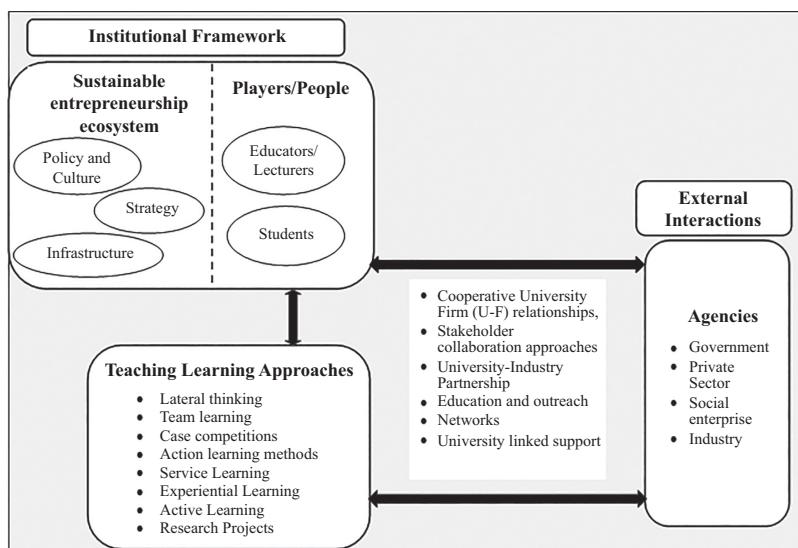 Institutional Framework
Sustainable
entrepreneurship
ecosystem
Policy and
Culture
Strategy
Infrastructure
Players/People
Educators/
Lecturers
Students
External
Interactions
• Cooperative University
Firm (U-F) relationships,
• Stakeholder
collaboration approaches
• University-Industry
Partnership
• Education and outreach
• Networks
• University linked support
Agencies
• Government
• Private
Sector
• Social
enterprise
• Industry
Teaching Learning Approaches
• Lateral thinking
• Team learning
• Case competitions
• Action learning methods
• Service Learning
• Experiential Learning
• Active Learning
• Research Projects